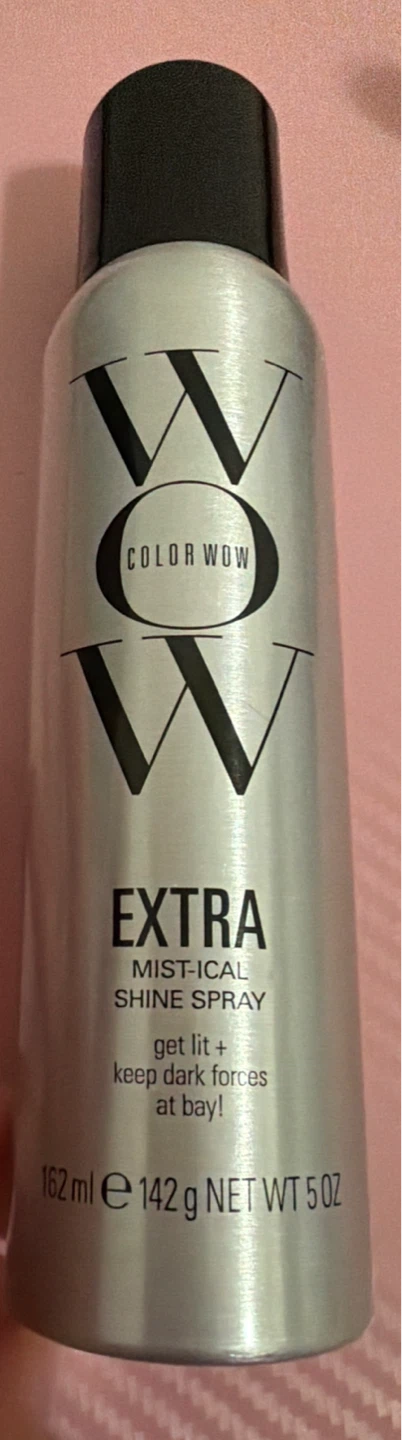 W
O
COLOR WOW
W
EXTRA
MIST-ICAL
SHINE SPRAY
get lit +
keep dark forces
at bay!
162 ml e 142 g NET WT 5 OZ